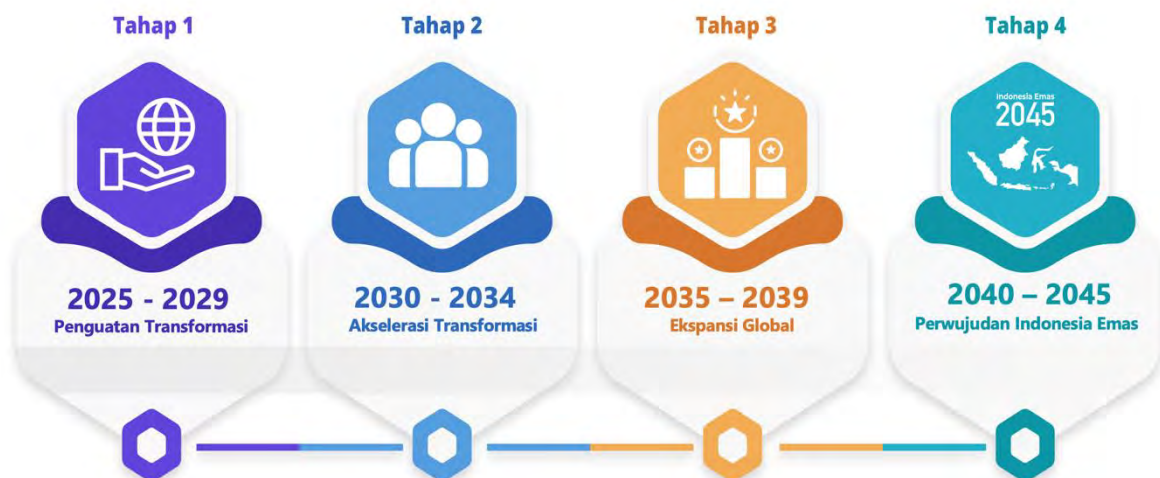 Tahap 1
Tahap 2
Tahap 3
Tahap 4
Indonesia Emas
2045
2025 - 2029
Penguatan Transformasi
2030 - 2034
Akselerasi Transformasi
2035 – 2039
Ekspansi Global
2040 – 2045
Perwujudan Indonesia Emas